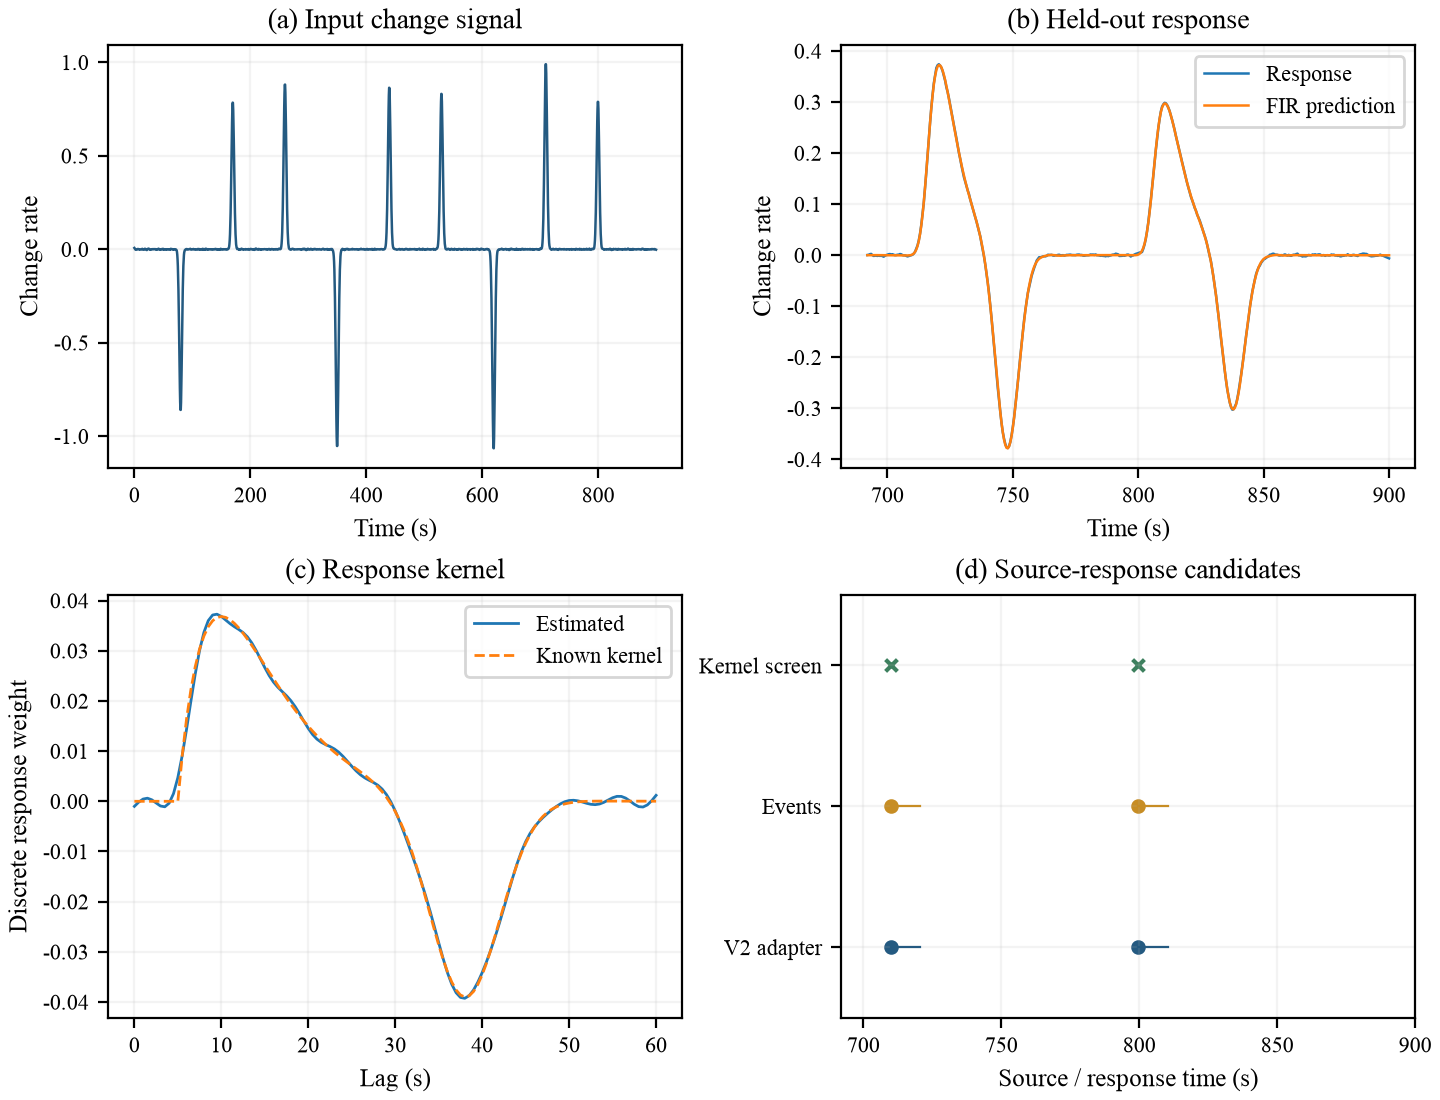 (a) Input change signal
1.0
0.5
0.0
-0.5
-1.0
Change rate
0 200 400 600 800
Time (s)
(b) Held-out response
0.4
0.3
0.2
0.1
0.0
-0.1
-0.2
-0.3
-0.4
Change rate
Response
FIR prediction
700 750 800 850 900
Time (s)
(c) Response kernel
0.04
0.03
0.02
0.01
0.00
-0.01
-0.02
-0.03
-0.04
Discrete response weight
Estimated
Known kernel
0 10 20 30 40 50 60
Lag (s)
(d) Source-response candidates
Kernel screen
Events
V2 adapter
700 750 800 850 900
Source / response time (s)